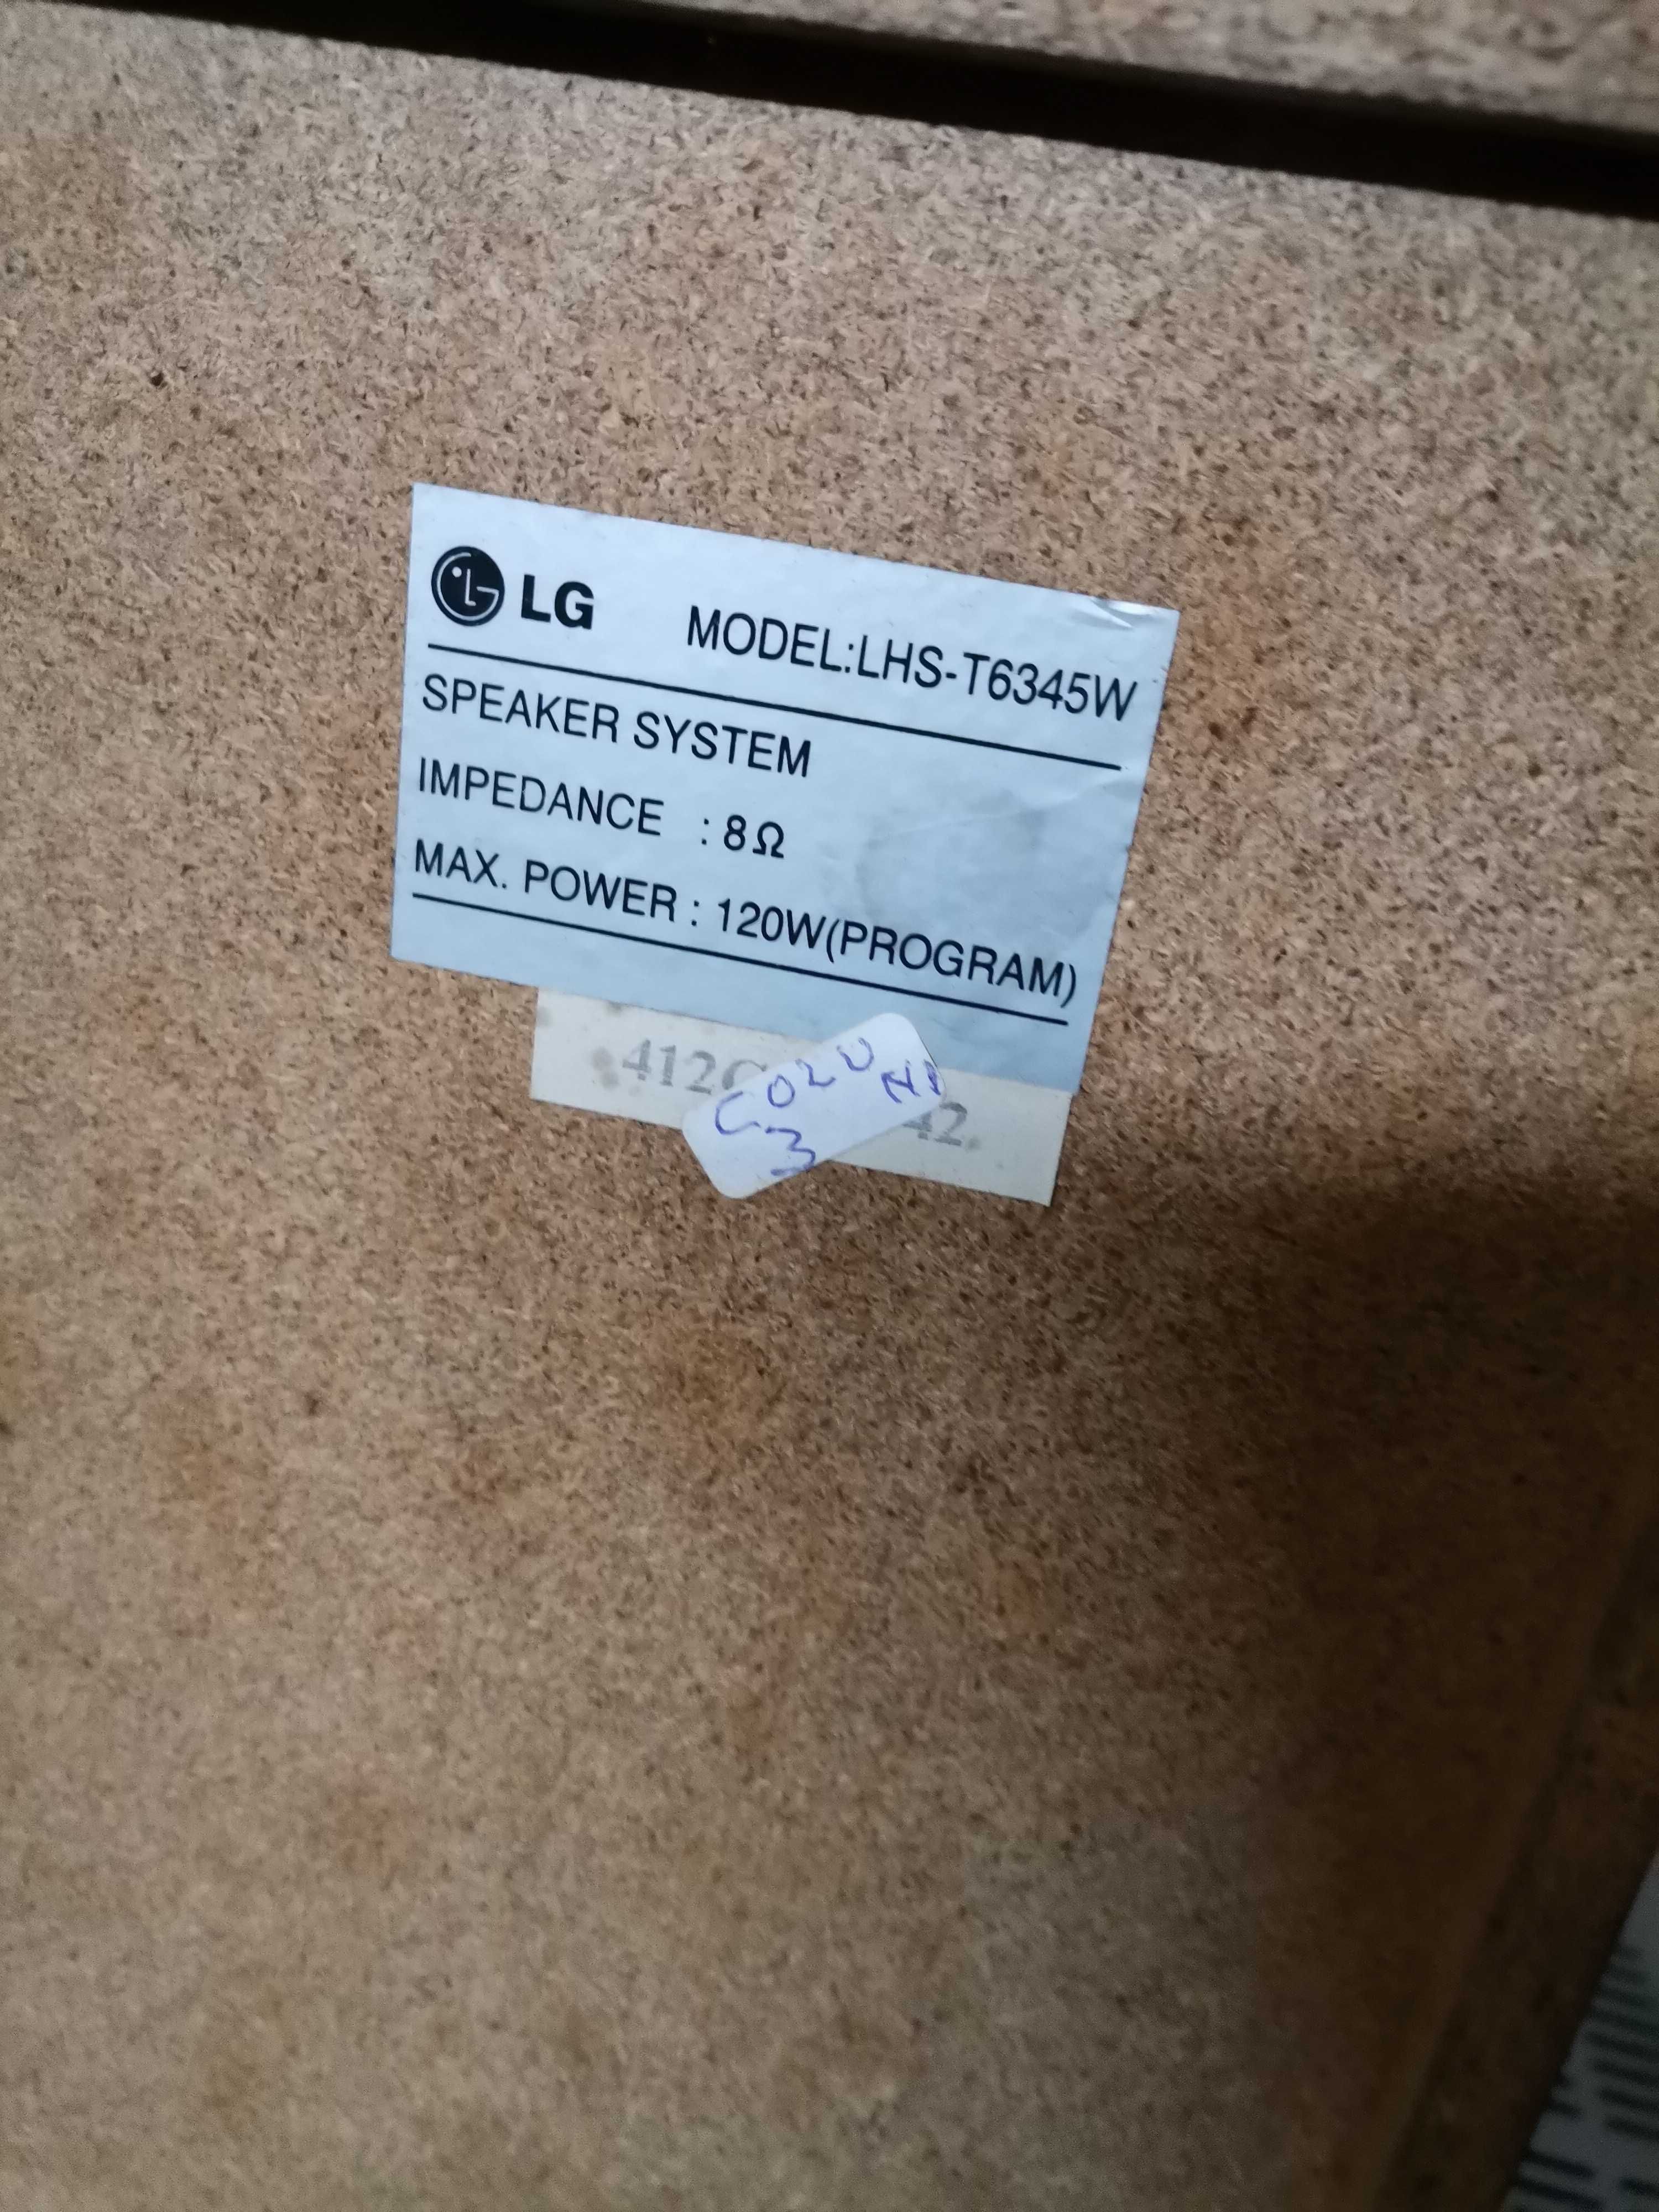 LG MODEL:LHS-T6345W
SPEAKER SYSTEM
IMPEDANCE : 8Ω
MAX. POWER : 120W(PROGRAM)